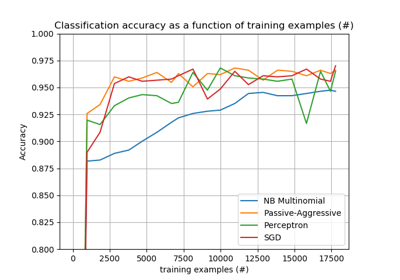 Classification accuracy as a function of training examples (#)
1.000
0.975
0.950
0.925
0.900
0.875
0.850
0.825
0.800
Accuracy
NB Multinomial
Passive-Aggressive
Perceptron
SGD
0 2500 5000 7500 10000 12500 15000 17500
training examples (#)